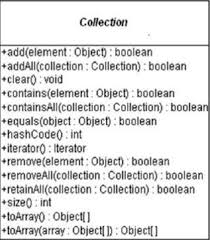 Collection
+add(element : Object) : boolean
+addAll(collection : Collection) : boolean
+clear() : void
+contains(element : Object) : boolean
+containsAll(collection : Collection) : boolean
+equals(object : Object) : boolean
+hashCode() : int
+iterator() : Iterator
+remove(element : Object) : boolean
+removeAll(collection : Collection) : boolean
+retainAll(collection : Collection) : boolean
+size() : int
+toArray() : Object[]
+toArray(array : Object[]) : Object[]